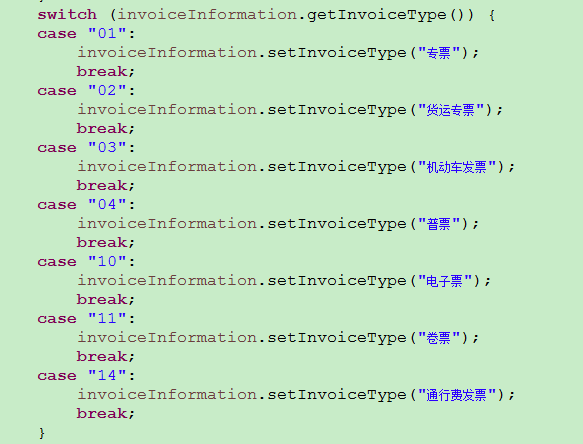 switch (invoiceInformation.getInvoiceType()) {
case "01":
invoiceInformation.setInvoiceType("专票");
break;
case "02":
invoiceInformation.setInvoiceType("货运专票");
break;
case "03":
invoiceInformation.setInvoiceType("机动车发票");
break;
case "04":
invoiceInformation.setInvoiceType("普票");
break;
case "10":
invoiceInformation.setInvoiceType("电子票");
break;
case "11":
invoiceInformation.setInvoiceType("卷票");
break;
case "14":
invoiceInformation.setInvoiceType("通行费发票");
break;
}